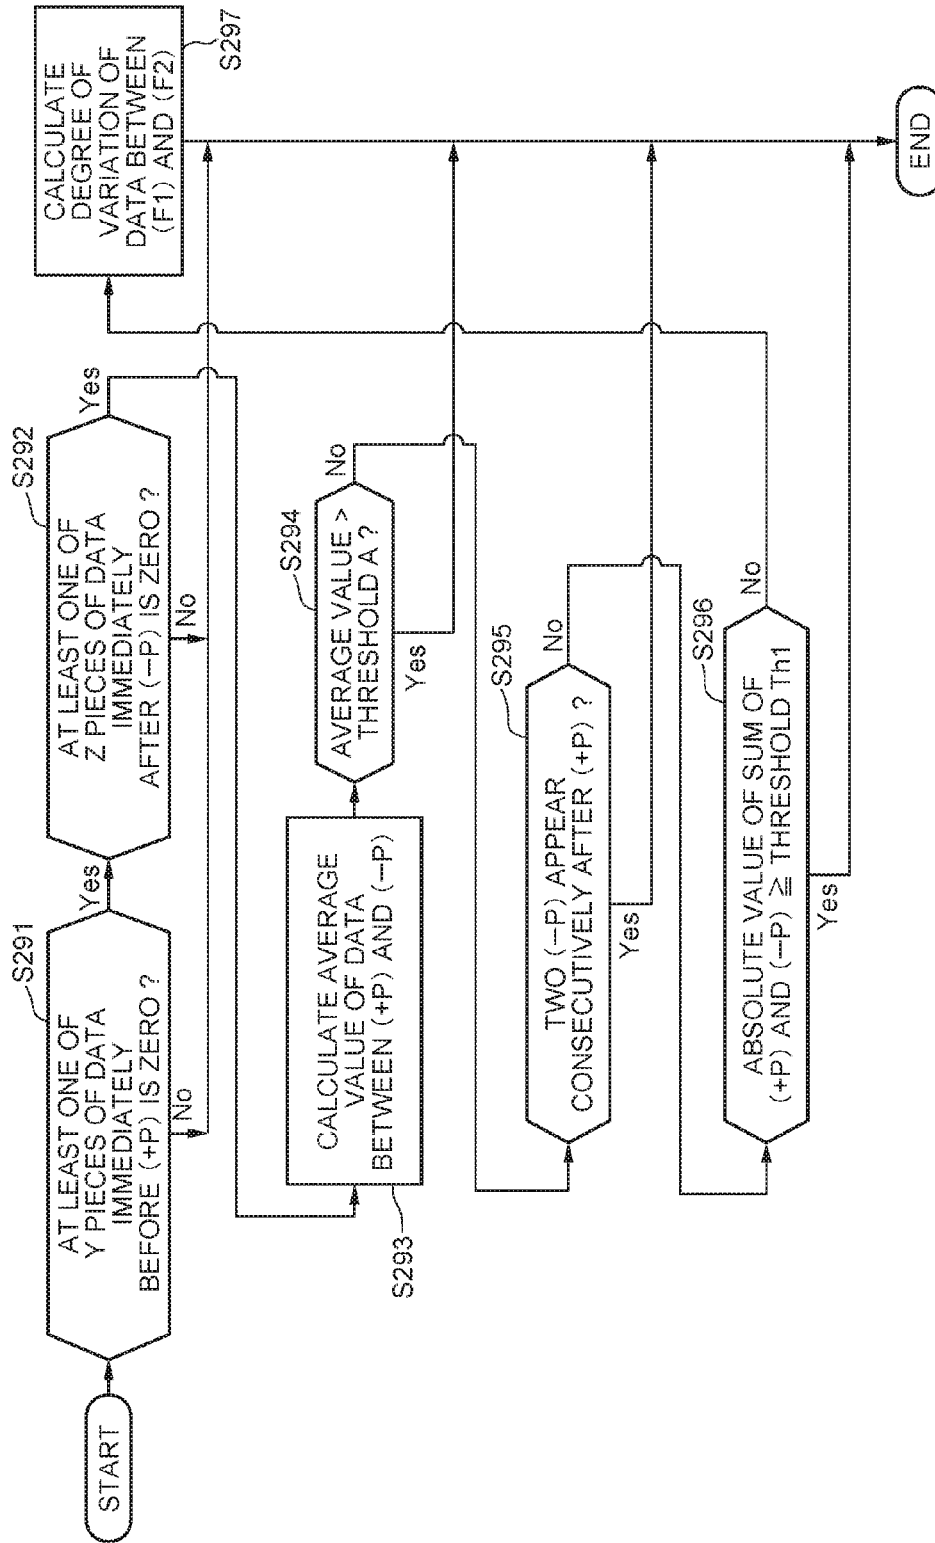 START
S291
AT LEAST ONE OF
Y PIECES OF DATA
IMMEDIATELY
BEFORE (+P) IS ZERO ?
Yes
No
S292
AT LEAST ONE OF
Z PIECES OF DATA
IMMEDIATELY
AFTER (−P) IS ZERO ?
Yes
No
S293
CALCULATE AVERAGE
VALUE OF DATA
BETWEEN (+P) AND (−P)
S294
AVERAGE VALUE >
THRESHOLD A ?
No
Yes
S295
TWO (−P) APPEAR
CONSECUTIVELY AFTER (+P) ?
No
Yes
S296
ABSOLUTE VALUE OF SUM OF
(+P) AND (−P) ≧ THRESHOLD Th1
No
Yes
CALCULATE
DEGREE OF
VARIATION OF
DATA BETWEEN
(F1) AND (F2)
S297
END